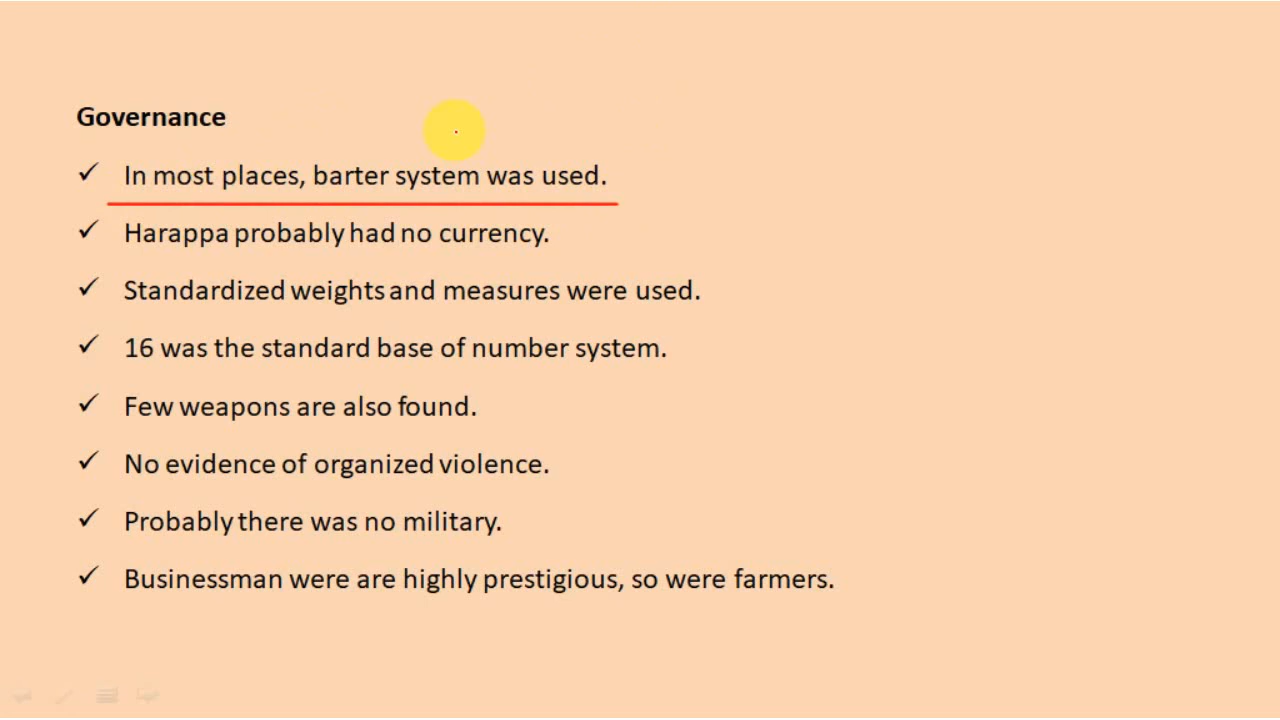 Governance
✓ In most places, barter system was used.
✓ Harappa probably had no currency.
✓ Standardized weights and measures were used.
✓ 16 was the standard base of number system.
✓ Few weapons are also found.
✓ No evidence of organized violence.
✓ Probably there was no military.
✓ Businessman were are highly prestigious, so were farmers.